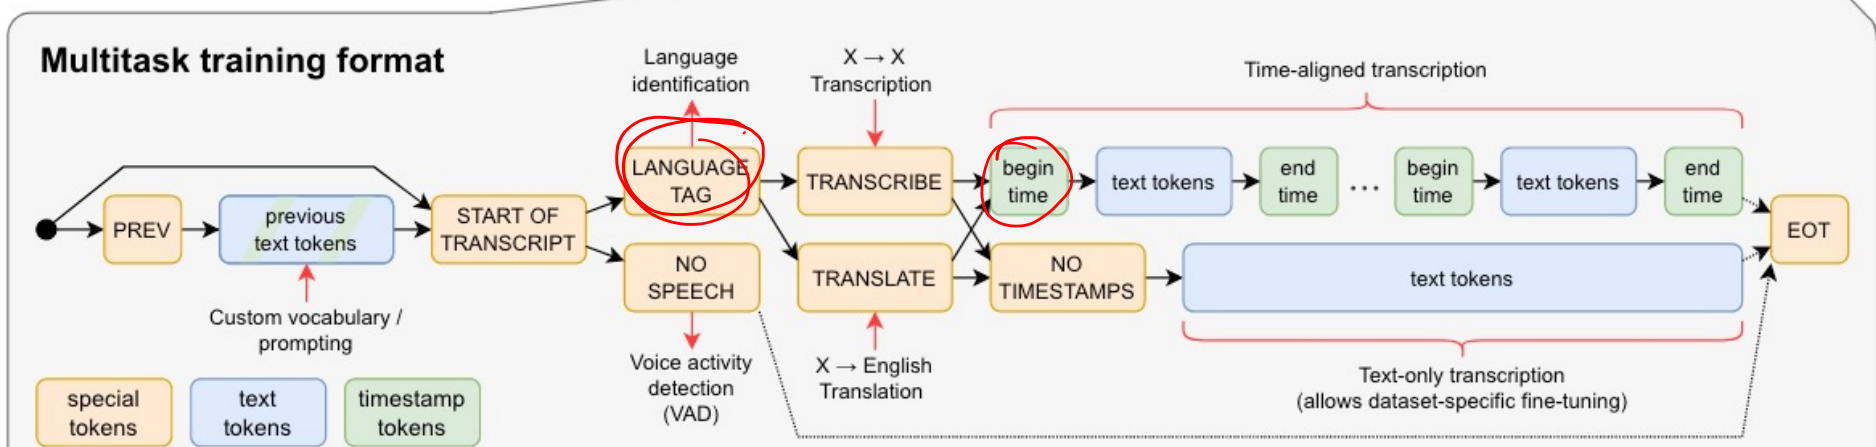 Multitask training format
Language
identification
X → X
Transcription
Time-aligned transcription
PREV
previous
text tokens
START OF
TRANSCRIPT
LANGUAGE
TAG
NO
SPEECH
TRANSCRIBE
TRANSLATE
begin
time
text tokens
end
time
...
begin
time
text tokens
end
time
NO
TIMESTAMPS
text tokens
EOT
Custom vocabulary /
prompting
Voice activity
detection
(VAD)
X → English
Translation
Text-only transcription
(allows dataset-specific fine-tuning)
special
tokens
text
tokens
timestamp
tokens